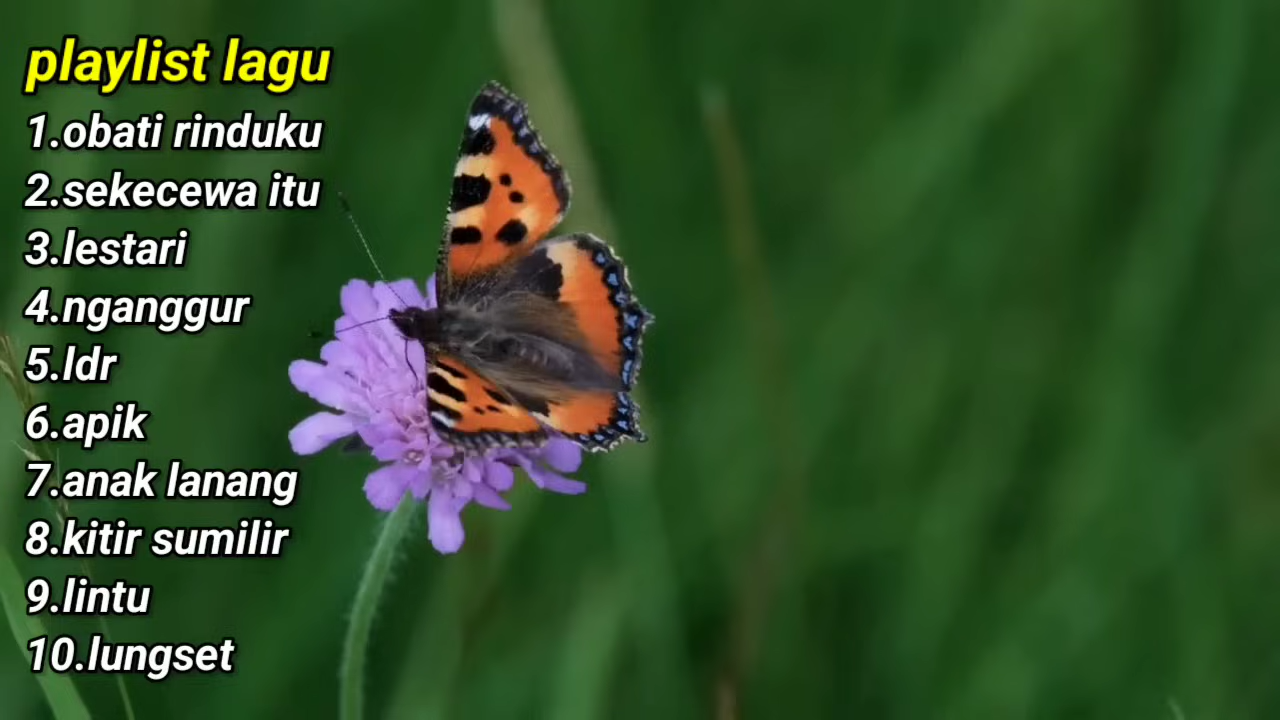 playlist lagu
1.obati rinduku
2.sekecewa itu
3.lestari
4.nganggur
5.ldr
6.apik
7.anak lanang
8.kitir sumilir
9.lintu
10.lungset